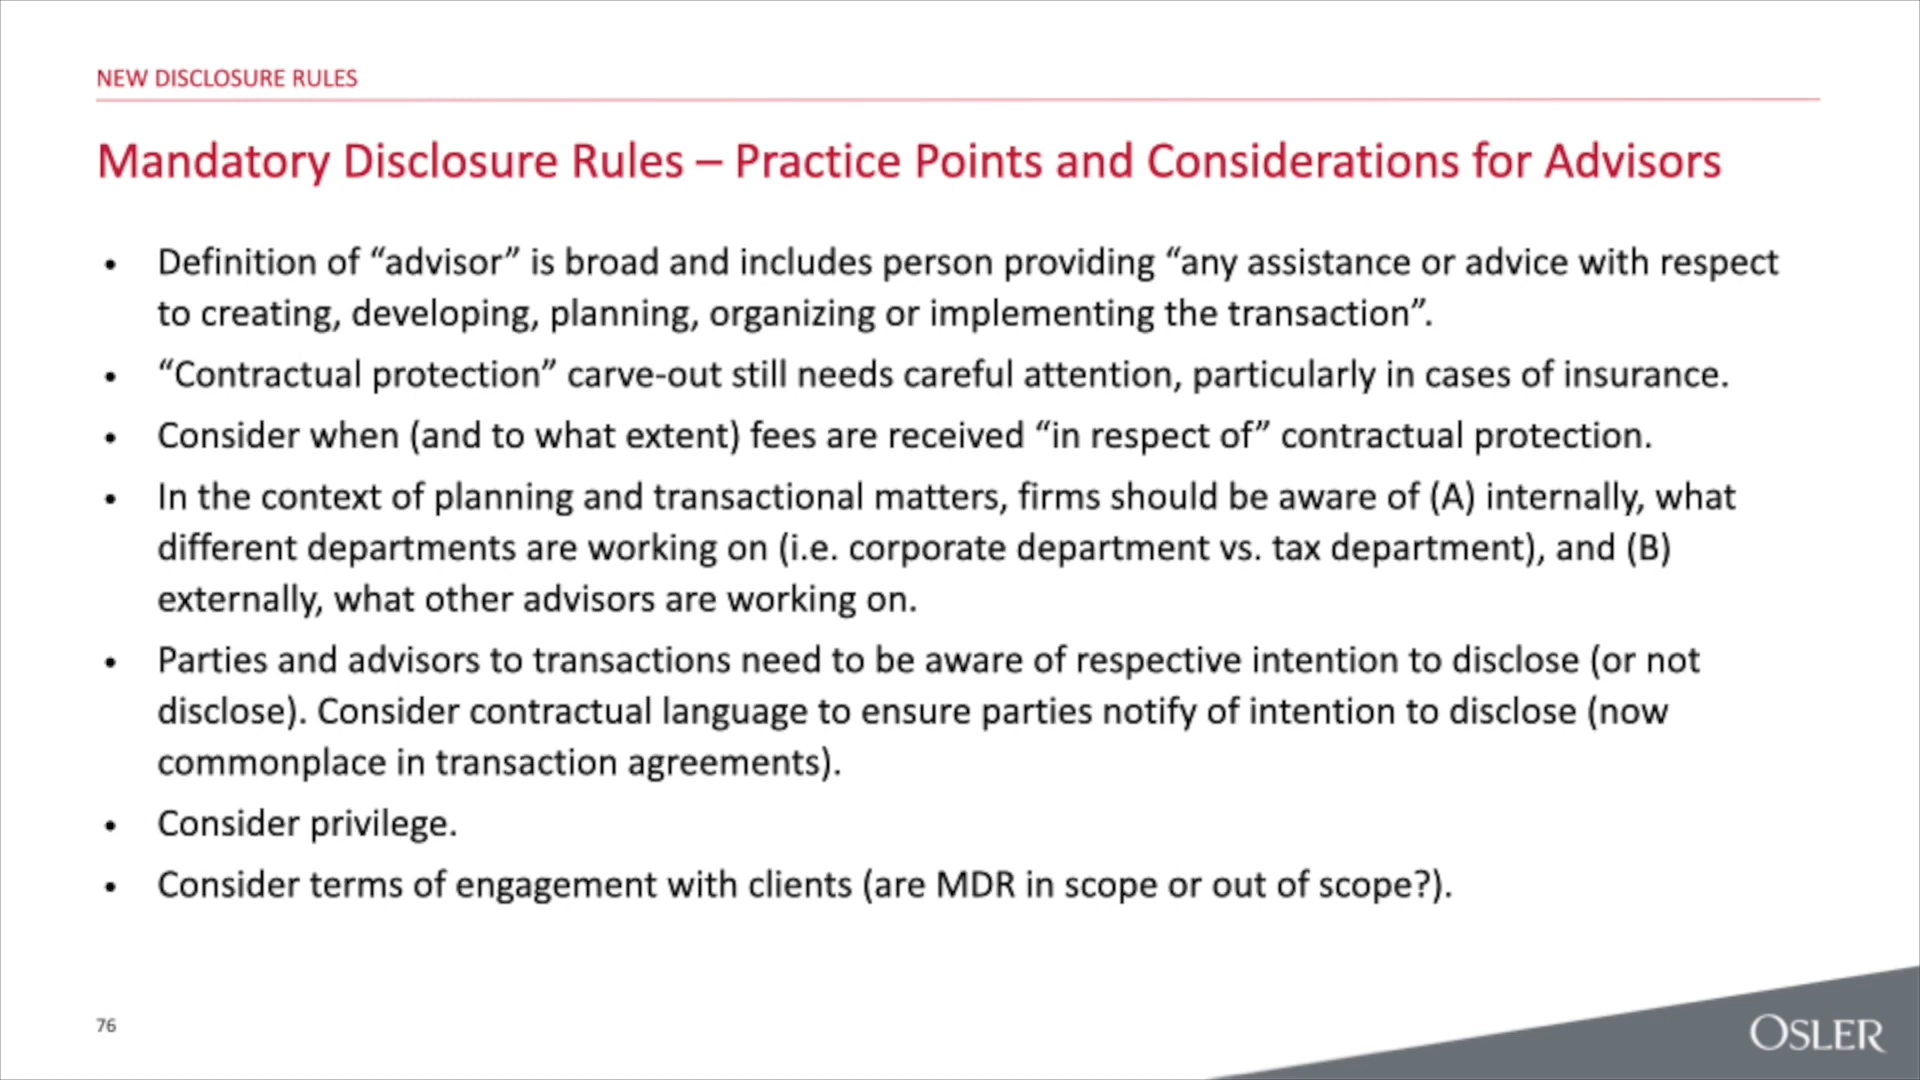 NEW DISCLOSURE RULES
Mandatory Disclosure Rules – Practice Points and Considerations for Advisors
• Definition of “advisor” is broad and includes person providing “any assistance or advice with respect
to creating, developing, planning, organizing or implementing the transaction”.
• “Contractual protection” carve-out still needs careful attention, particularly in cases of insurance.
• Consider when (and to what extent) fees are received “in respect of” contractual protection.
• In the context of planning and transactional matters, firms should be aware of (A) internally, what
different departments are working on (i.e. corporate department vs. tax department), and (B)
externally, what other advisors are working on.
• Parties and advisors to transactions need to be aware of respective intention to disclose (or not
disclose). Consider contractual language to ensure parties notify of intention to disclose (now
commonplace in transaction agreements).
• Consider privilege.
• Consider terms of engagement with clients (are MDR in scope or out of scope?).
76
OSLER